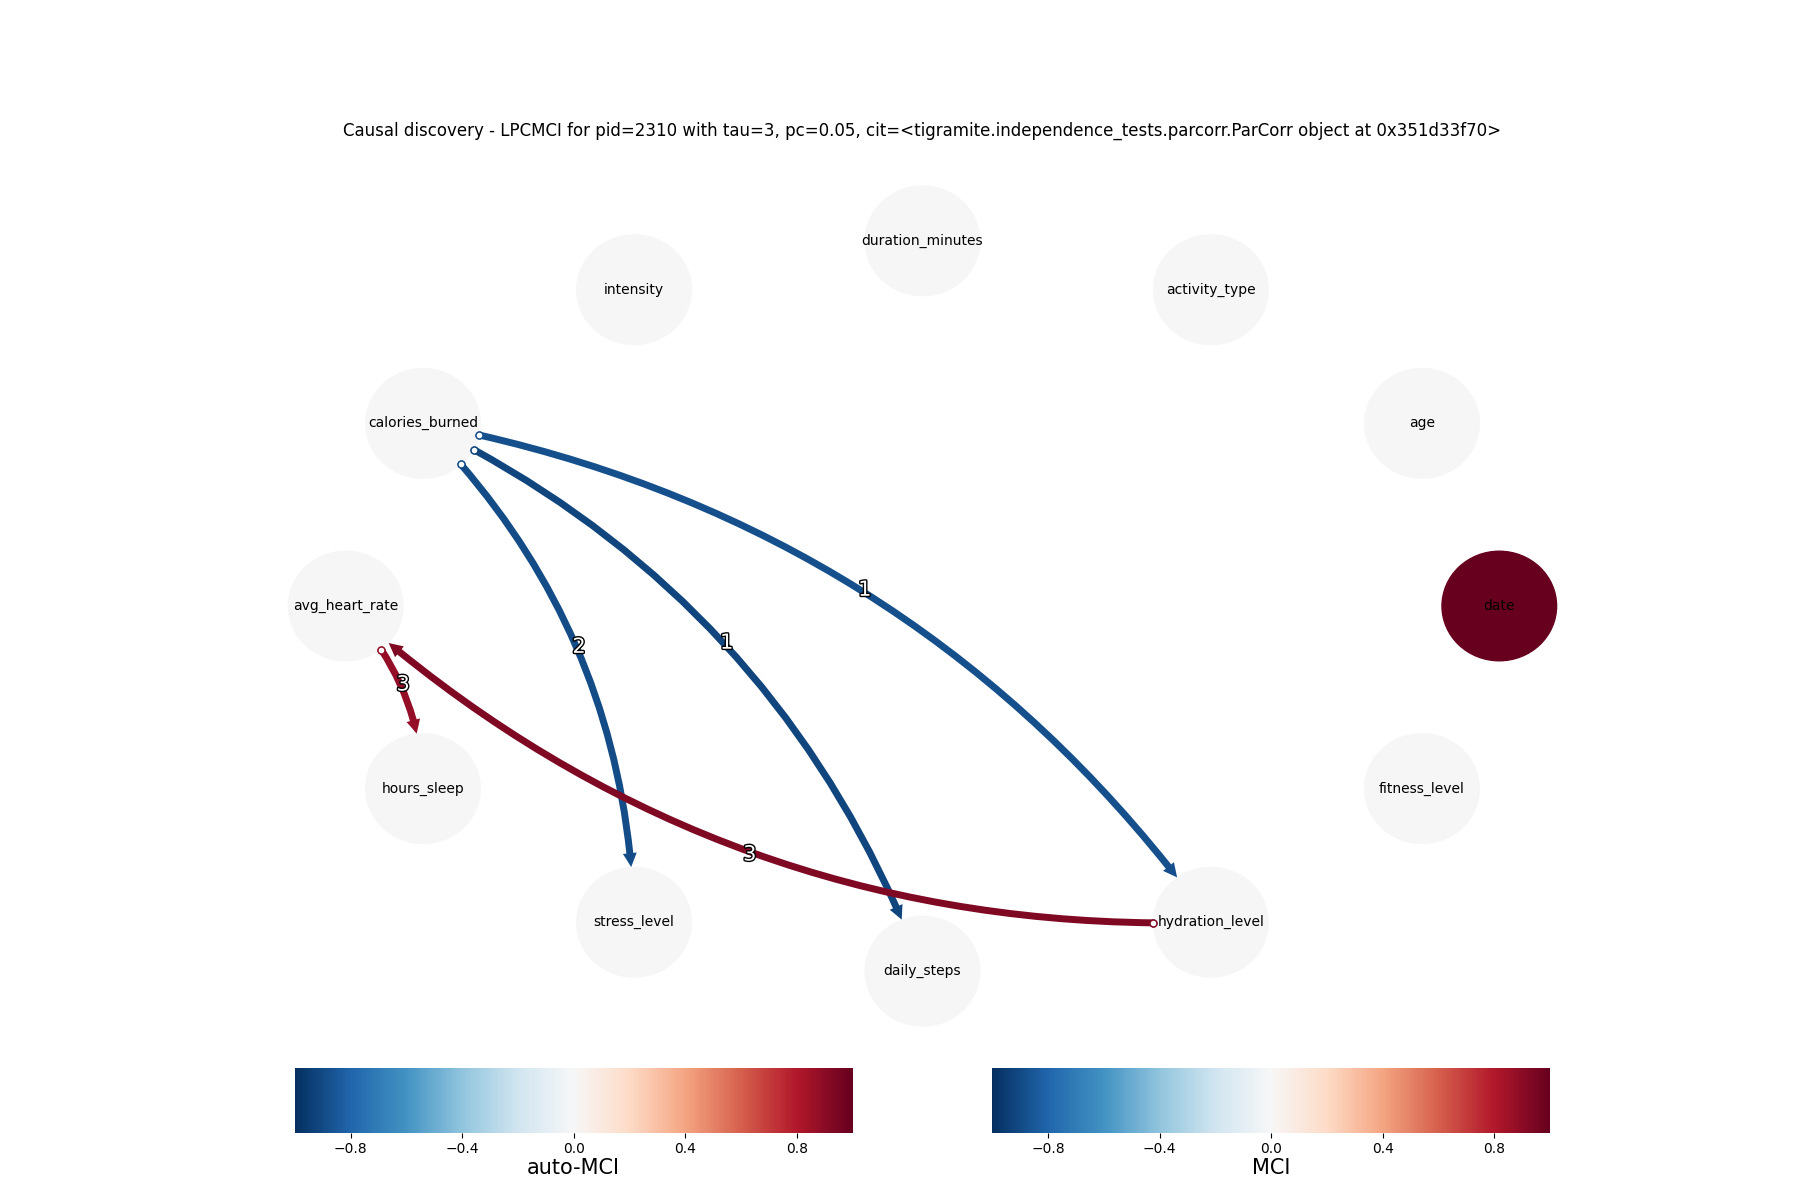 Causal discovery - LPCMCI for pid=2310 with tau=3, pc=0.05, cit=<tigramite.independence_tests.parcorr.ParCorr object at 0x351d33f70>
duration_minutes
intensity
activity_type
calories_burned
age
1
avg_heart_rate
date
2
1
3
hours_sleep
fitness_level
3
stress_level
hydration_level
daily_steps
−0.8 −0.4 0.0 0.4 0.8
auto-MCI
−0.8 −0.4 0.0 0.4 0.8
MCI